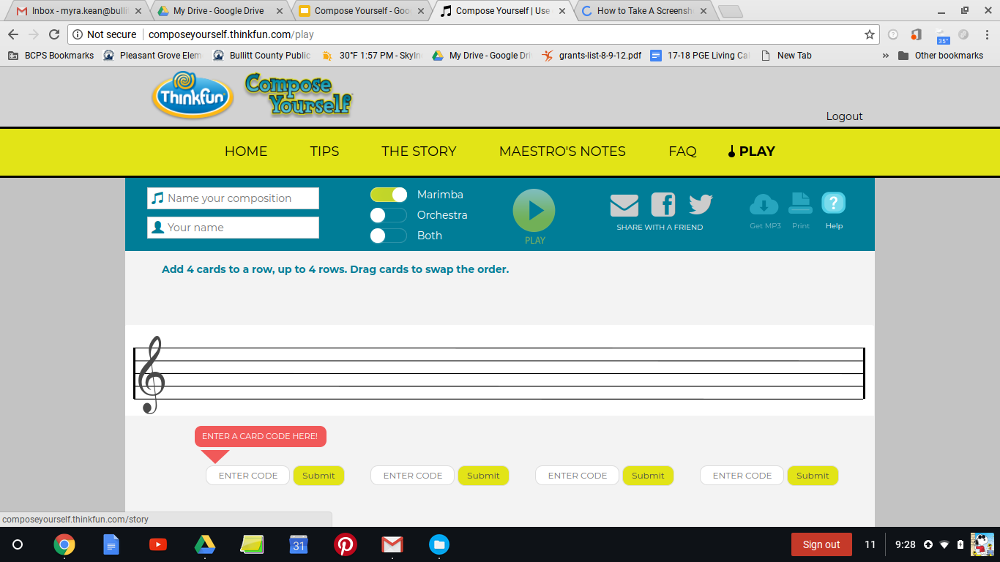 Inbox - myra.kean@bulli
My Drive - Google Drive
Compose Yourself - Goo
Compose Yourself | Use
How to Take A Screensh
Not secure
composeyourself.thinkfun.com/play
35°
BCPS Bookmarks
Pleasant Grove Elem
Bullitt County Public
30°F 1:57 PM - SkyIn
My Drive - Google Dri
grants-list-8-9-12.pdf
17-18 PGE Living Cal
New Tab
»
Other bookmarks
ThinkFun
Compose
Yourself
Logout
HOME
TIPS
THE STORY
MAESTRO'S NOTES
FAQ
PLAY
Name your composition
Your name
Marimba
Orchestra
Both
PLAY
SHARE WITH A FRIEND
Get MP3
Print
?
Help
Add 4 cards to a row, up to 4 rows. Drag cards to swap the order.
ENTER A CARD CODE HERE!
ENTER CODE Submit
ENTER CODE Submit
ENTER CODE Submit
ENTER CODE Submit
composeyourself.thinkfun.com/story
31
Sign out
11
9:28